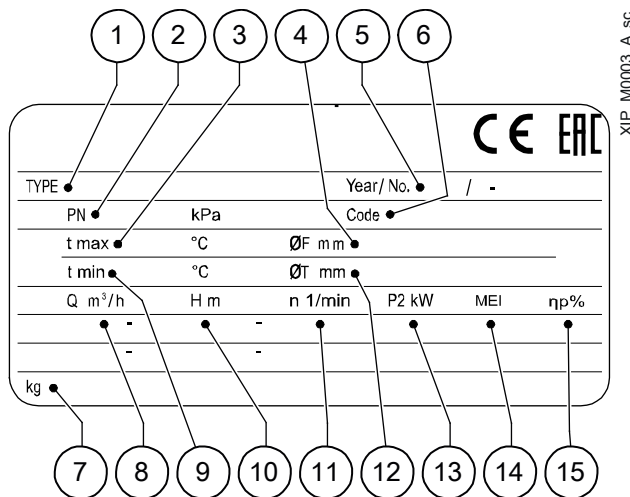 1 2 3 4 5 6
XIP_M0003_A_sc
CE EAC
TYPE Year/ No. / -
PN kPa Code
t max °C ØF mm
t min °C ØT mm
Q m³/h H m n 1/min P2 kW MEI ηp%
- -
- -
kg
7 8 9 10 11 12 13 14 15